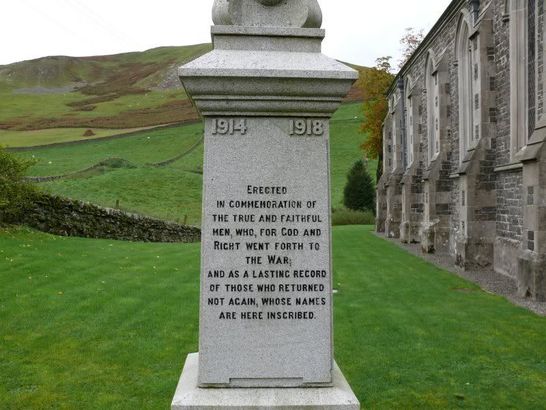 1914 1918
ERECTED
IN COMMEMORATION OF
THE TRUE AND FAITHFUL
MEN, WHO, FOR GOD AND
RIGHT WENT FORTH TO
THE WAR;
AND AS A LASTING RECORD
OF THOSE WHO RETURNED
NOT AGAIN, WHOSE NAMES
ARE HERE INSCRIBED.